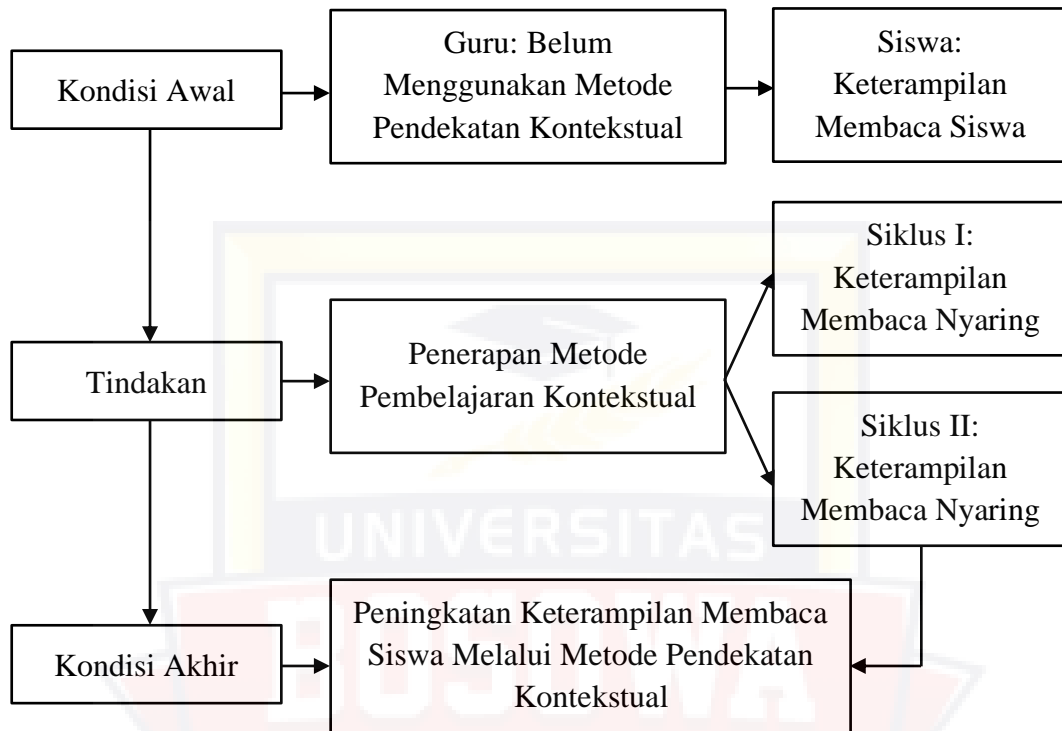 Kondisi Awal
Guru: Belum
Menggunakan Metode
Pendekatan Kontekstual
Siswa:
Keterampilan
Membaca Siswa
Siklus I:
Keterampilan
Membaca Nyaring
Tindakan
Penerapan Metode
Pembelajaran Kontekstual
Siklus II:
Keterampilan
Membaca Nyaring
UNIVERSITAS
BOSOWA
Kondisi Akhir
Peningkatan Keterampilan Membaca
Siswa Melalui Metode Pendekatan
Kontekstual